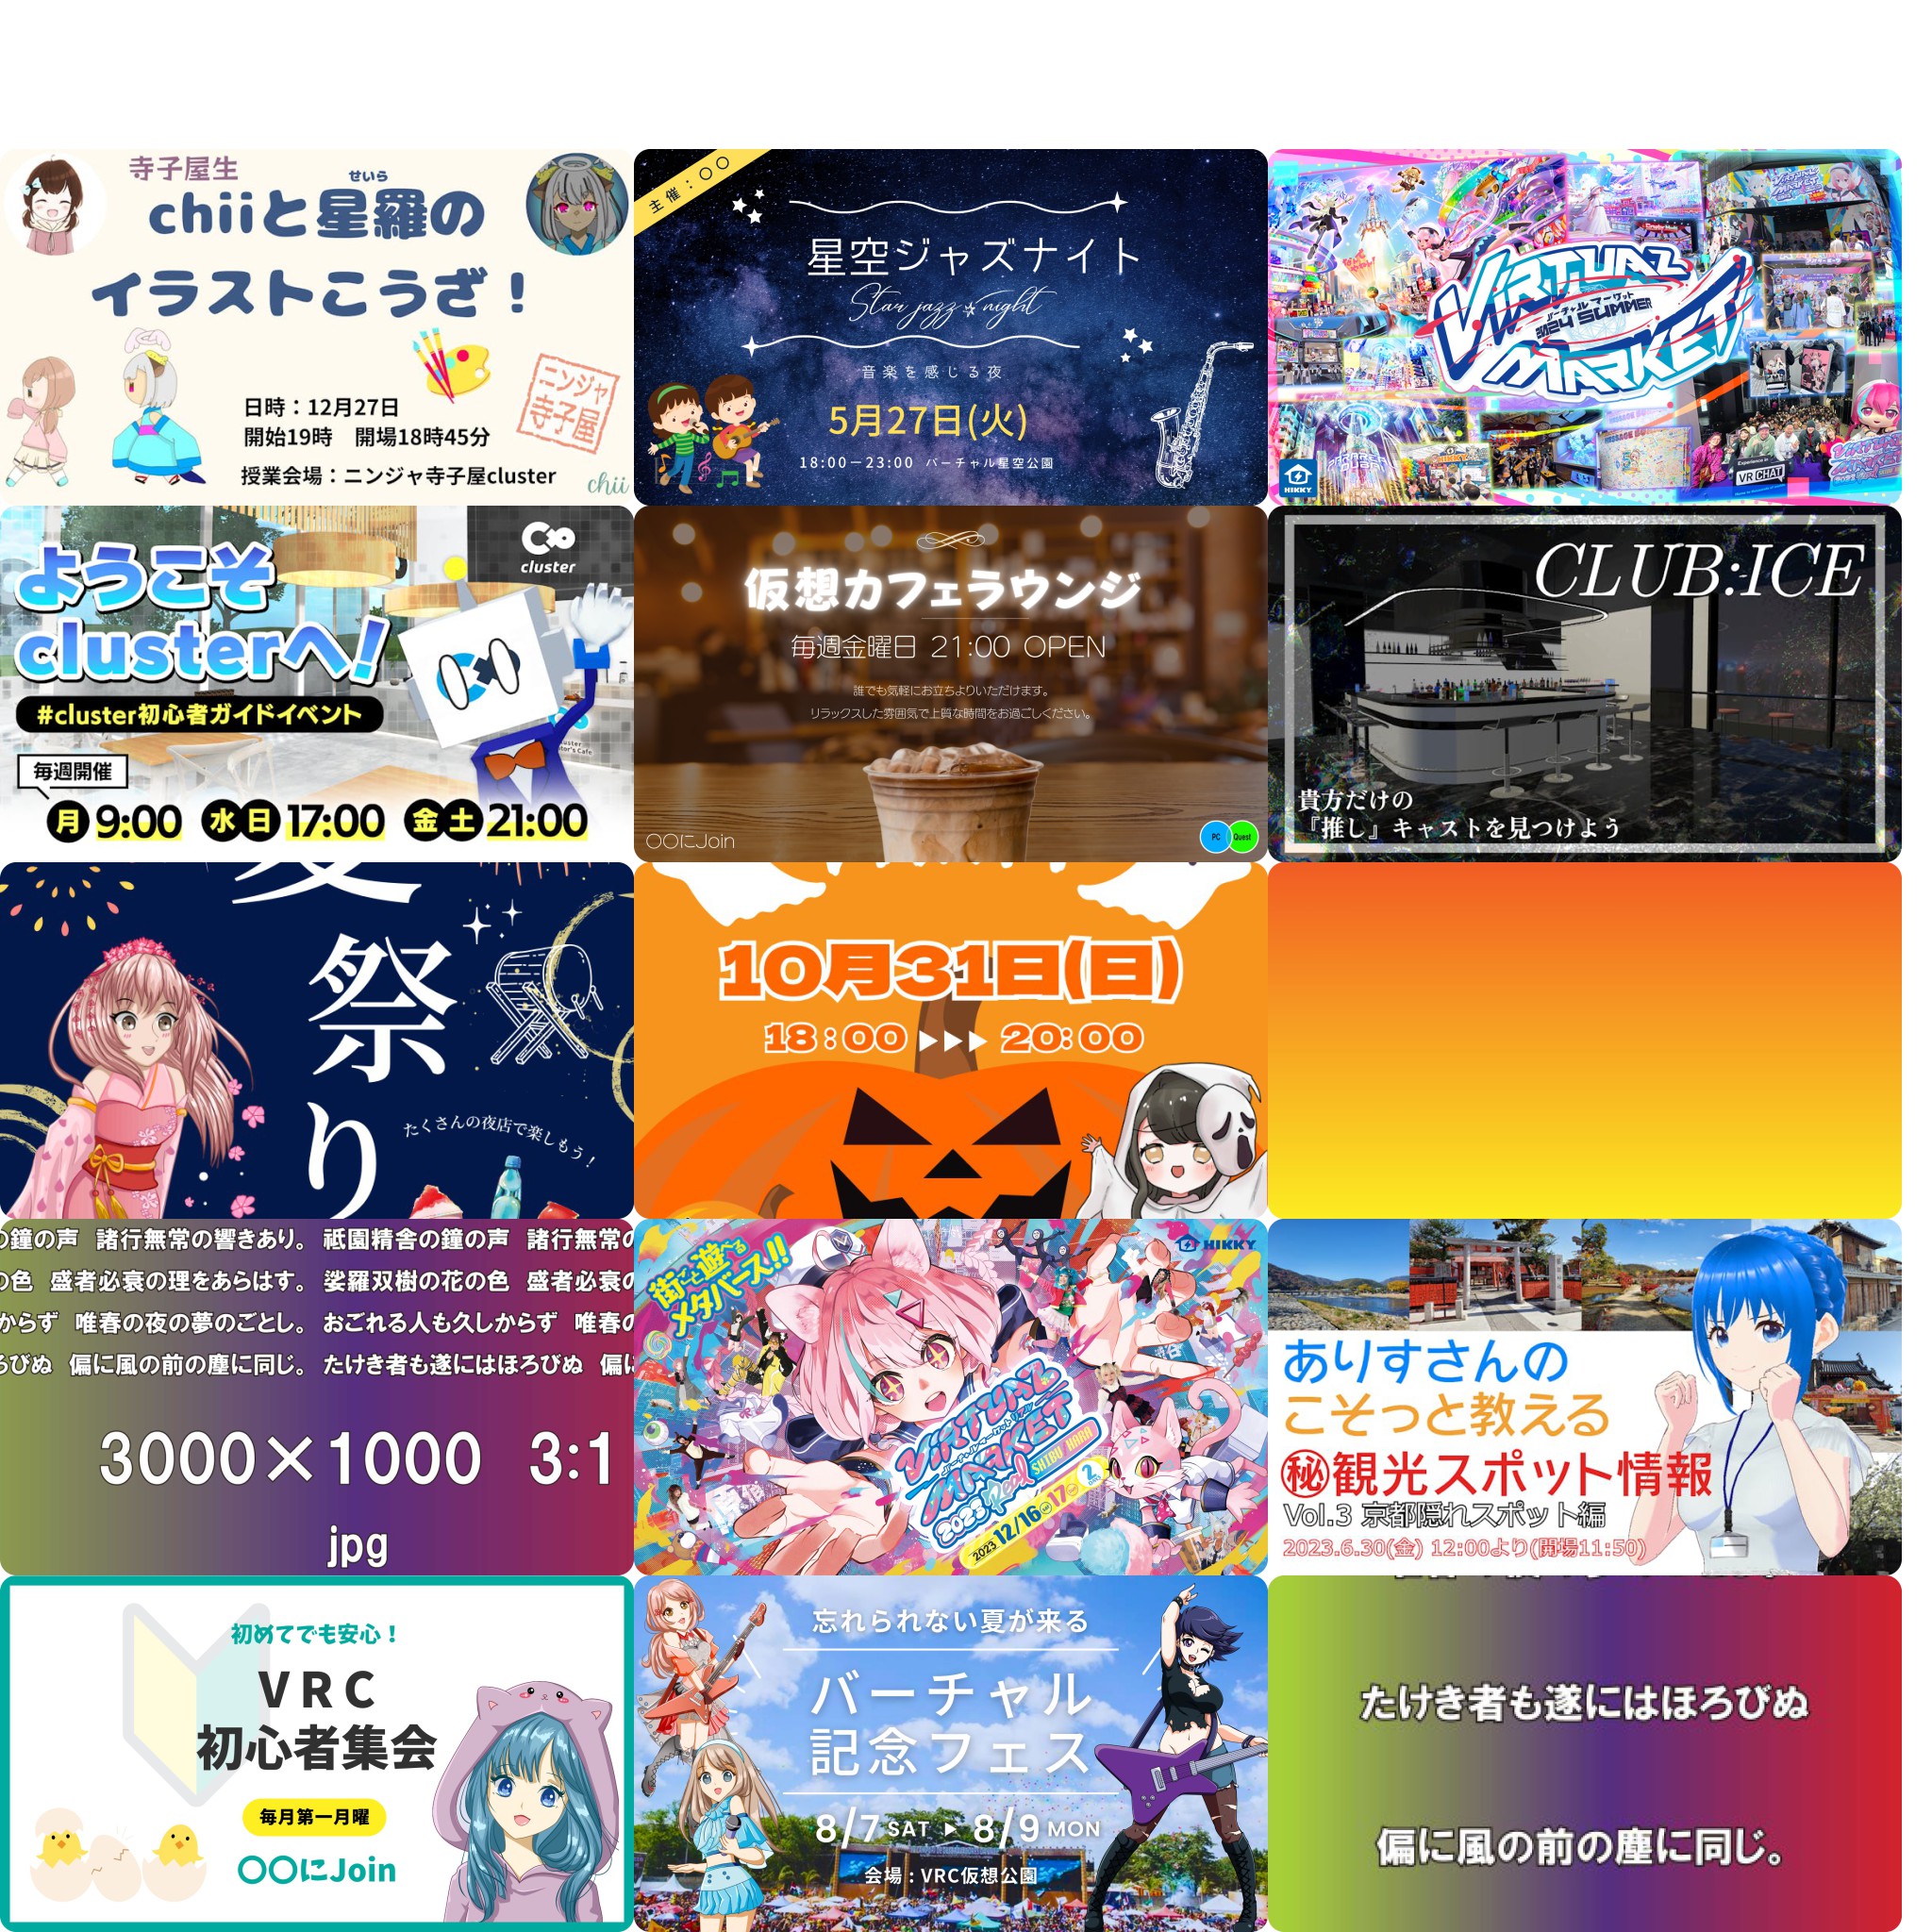 寺子屋生
せいら
chiiと星羅の
イラストこうざ！
日時：12月27日
開始19時　開場18時45分
授業会場：ニンジャ寺子屋cluster
ニンジャ
寺子屋
chii
主催：〇〇
星空ジャズナイト
Star jazz night
音楽を感じる夜
5月27日(火)
18:00－23:00 バーチャル星空公園
VIRTUAL
バーチャルマーケット
2024 SUMMER
MARKET
HIKKY
VRCHAT
ようこそ
clusterへ!
cluster
#cluster初心者ガイドイベント
毎週開催
月 9:00 水日 17:00 金土 21:00
仮想カフェラウンジ
毎週金曜日 21:00 OPEN
誰でも気軽にお立ちよりいただけます。
リラックスした雰囲気で上質な時間をお過ごしください。
〇〇にJoin
PC Quest
CLUB:ICE
貴方だけの
『推し』キャストを見つけよう
夏
祭
り
たくさんの夜店で楽しもう！
10月31日(日)
18:00 ▶▶▶ 20:00
の鐘の声 諸行無常の響きあり。 祇園精舎の鐘の声 諸行無常の
の色 盛者必衰の理をあらはす。 娑羅双樹の花の色 盛者必衰の
からず 唯春の夜の夢のごとし。 おごれる人も久しからず 唯春の
ろびぬ 偏に風の前の塵に同じ。 たけき者も遂にはほろびぬ 偏に
3000×1000 3:1
jpg
街ごと遊べる
メタバース!!
HIKKY
VIRTUAL
バーチャルマーケットリアル
MARKET
2023 Real
SHIBU HARA
2023 12/16 17
ありすさんの
こそっと教える
㊙観光スポット情報
Vol.3 京都隠れスポット編
2023.6.30(金) 12:00より(開場11:50)
初めてでも安心！
VRC
初心者集会
毎月第一月曜
〇〇にJoin
忘れられない夏が来る
バーチャル
記念フェス
8/7 SAT ▶ 8/9 MON
会場：VRC仮想公園
たけき者も遂にはほろびぬ
偏に風の前の塵に同じ。